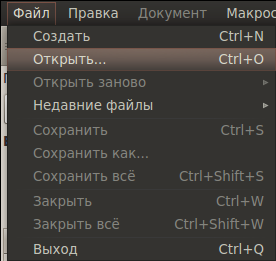 Файл Правка Документ
Создать Ctrl+N
Открыть... Ctrl+O
Открыть заново
Недавние файлы
Сохранить Ctrl+S
Сохранить как...
Сохранить всё Ctrl+Shift+S
Закрыть Ctrl+W
Закрыть всё Ctrl+Shift+W
Выход Ctrl+Q